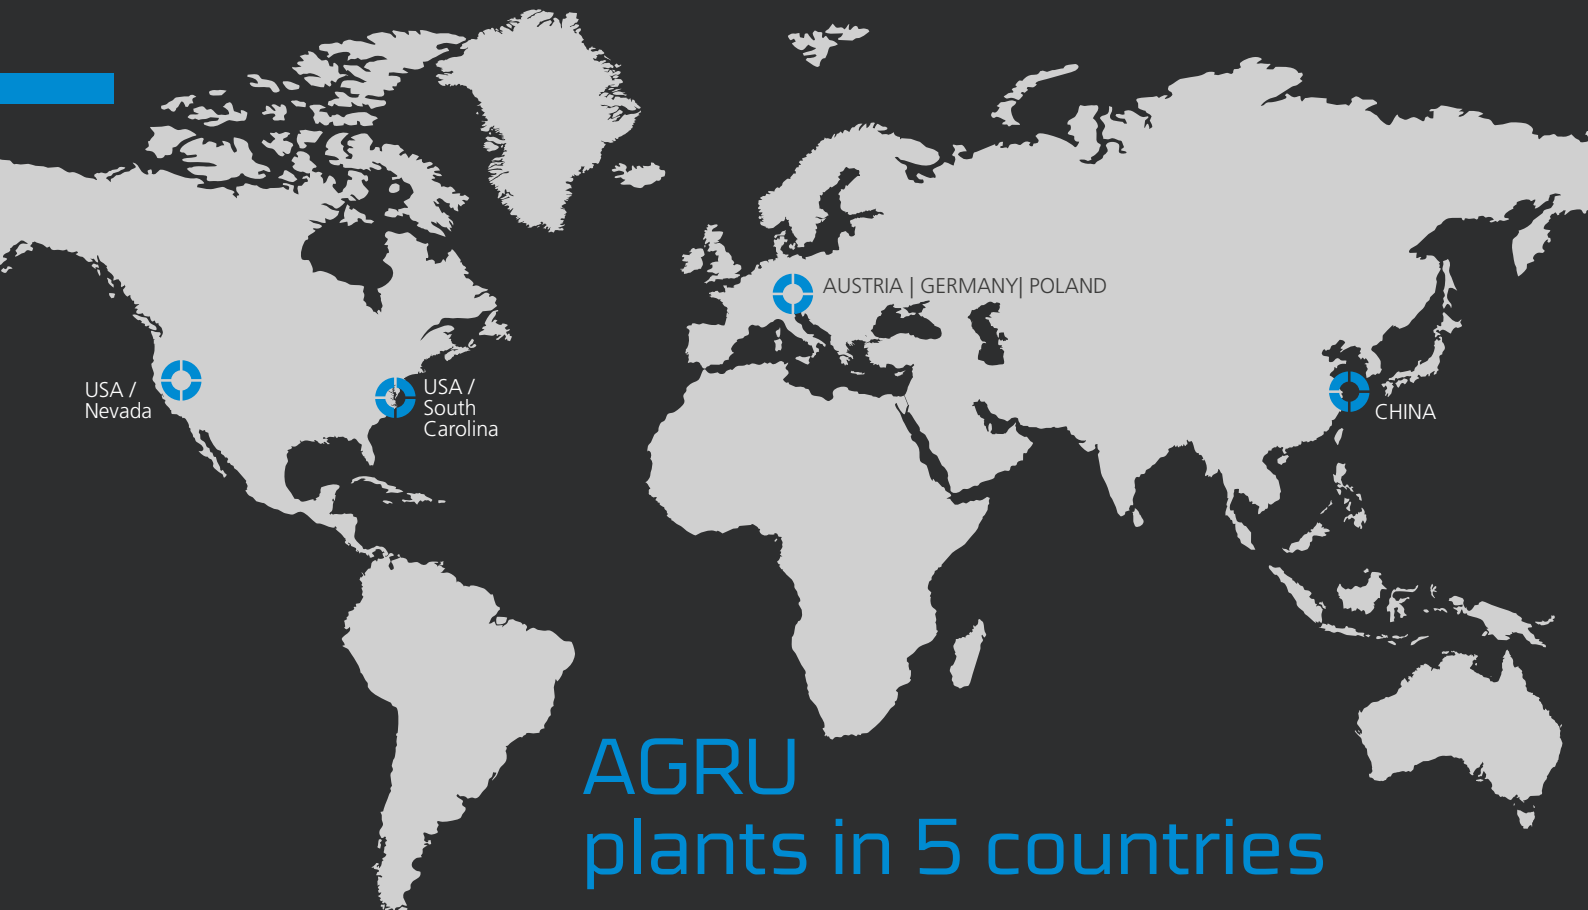 AUSTRIA | GERMANY| POLAND
USA /
Nevada
USA /
South
Carolina
CHINA
AGRU
plants in 5 countries